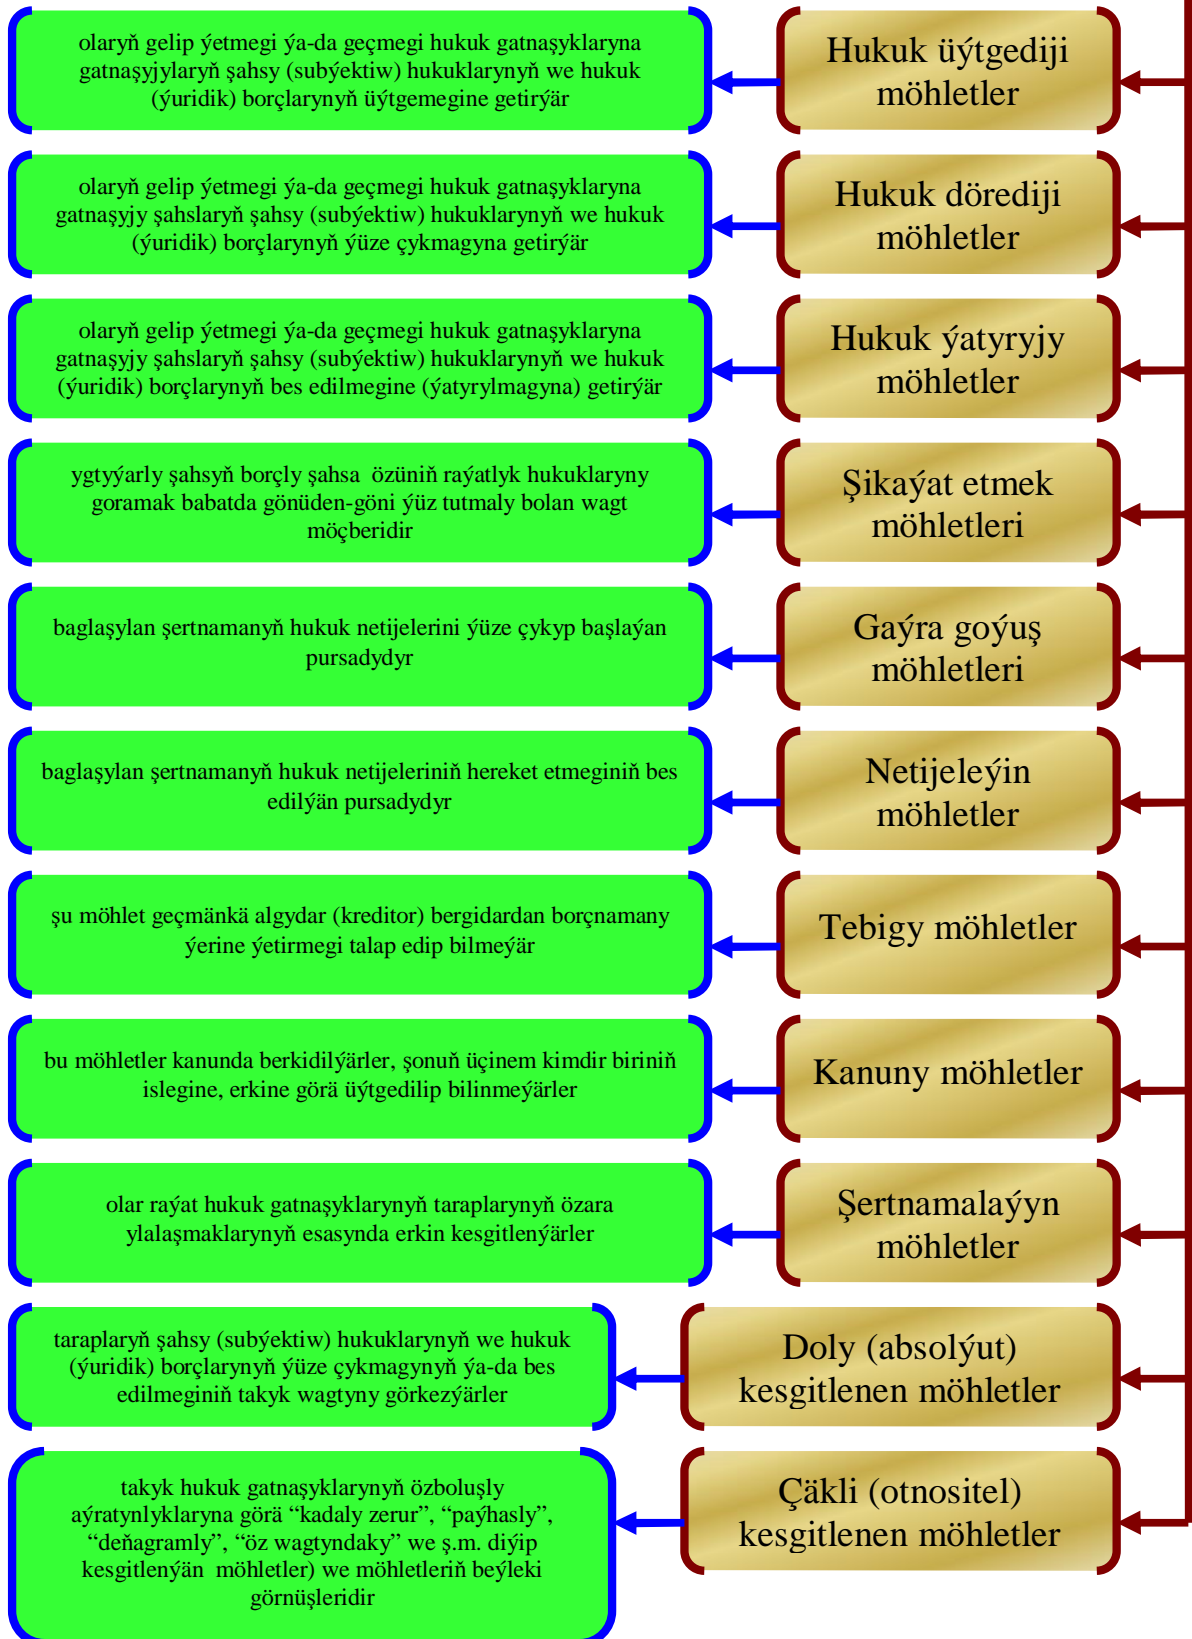 olaryň gelip ýetmegi ýa-da geçmegi hukuk gatnaşyklaryna
gatnaşyjylaryň şahsy (subýektiw) hukuklarynyň we hukuk
(ýuridik) borçlarynyň üýtgemegine getirýär
Hukuk üýtgediji
möhletler
olaryň gelip ýetmegi ýa-da geçmegi hukuk gatnaşyklaryna
gatnaşyjy şahslaryň şahsy (subýektiw) hukuklarynyň we hukuk
(ýuridik) borçlarynyň ýüze çykmagyna getirýär
Hukuk dörediji
möhletler
olaryň gelip ýetmegi ýa-da geçmegi hukuk gatnaşyklaryna
gatnaşyjy şahslaryň şahsy (subýektiw) hukuklarynyň we hukuk
(ýuridik) borçlarynyň bes edilmegine (ýatyrylmagyna) getirýär
Hukuk ýatyryjy
möhletler
ygtyýarly şahsyň borçly şahsa özüniň raýatlyk hukuklaryny
goramak babatda gönüden-göni ýüz tutmaly bolan wagt
möçberidir
Şikaýat etmek
möhletleri
baglaşylan şertnamanyň hukuk netijelerini ýüze çykyp başlaýan
pursadydyr
Gaýra goýuş
möhletleri
baglaşylan şertnamanyň hukuk netijeleriniň hereket etmeginiň bes
edilýän pursadydyr
Netijeleýin
möhletler
şu möhlet geçmänkä algydar (kreditor) bergidardan borçnamany
ýerine ýetirmegi talap edip bilmeýär
Tebigy möhletler
bu möhletler kanunda berkidilýärler, şonuň üçinem kimdir biriniň
islegine, erkine görä üýtgedilip bilinmeýärler
Kanuny möhletler
olar raýat hukuk gatnaşyklarynyň taraplarynyň özara
ylalaşmaklarynyň esasynda erkin kesgitlenýärler
Şertnamalaýyn
möhletler
taraplaryň şahsy (subýektiw) hukuklarynyň we hukuk
(ýuridik) borçlarynyň ýüze çykmagynyň ýa-da bes
edilmeginiň takyk wagtyny görkezýärler
Doly (absolýut)
kesgitlenen möhletler
takyk hukuk gatnaşyklarynyň özboluşly
aýratynlyklaryna görä “kadaly zerur”, “paýhasly”,
“deňagramly”, “öz wagtyndaky” we ş.m. diýip
kesgitlenýän möhletler) we möhletleriň beýleki
görnüşleridir
Çäkli (otnositel)
kesgitlenen möhletler